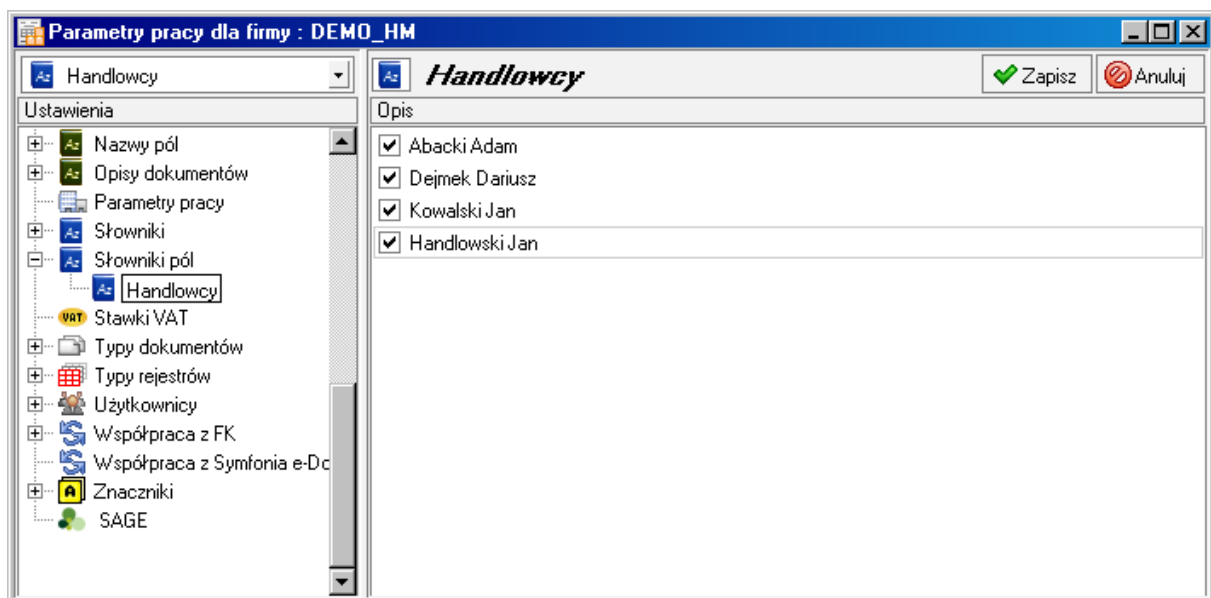 Parametry pracy dla firmy : DEMO_HM
Handlowcy
Handlowcy
Zapisz
Anuluj
Ustawienia
Opis
Nazwy pól
Opisy dokumentów
Parametry pracy
Słowniki
Słowniki pól
Handlowcy
VAT Stawki VAT
Typy dokumentów
Typy rejestrów
Użytkownicy
Współpraca z FK
Współpraca z Symfonia e-Do
A Znaczniki
SAGE
Abacki Adam
Dejmek Dariusz
Kowalski Jan
Handlowski Jan